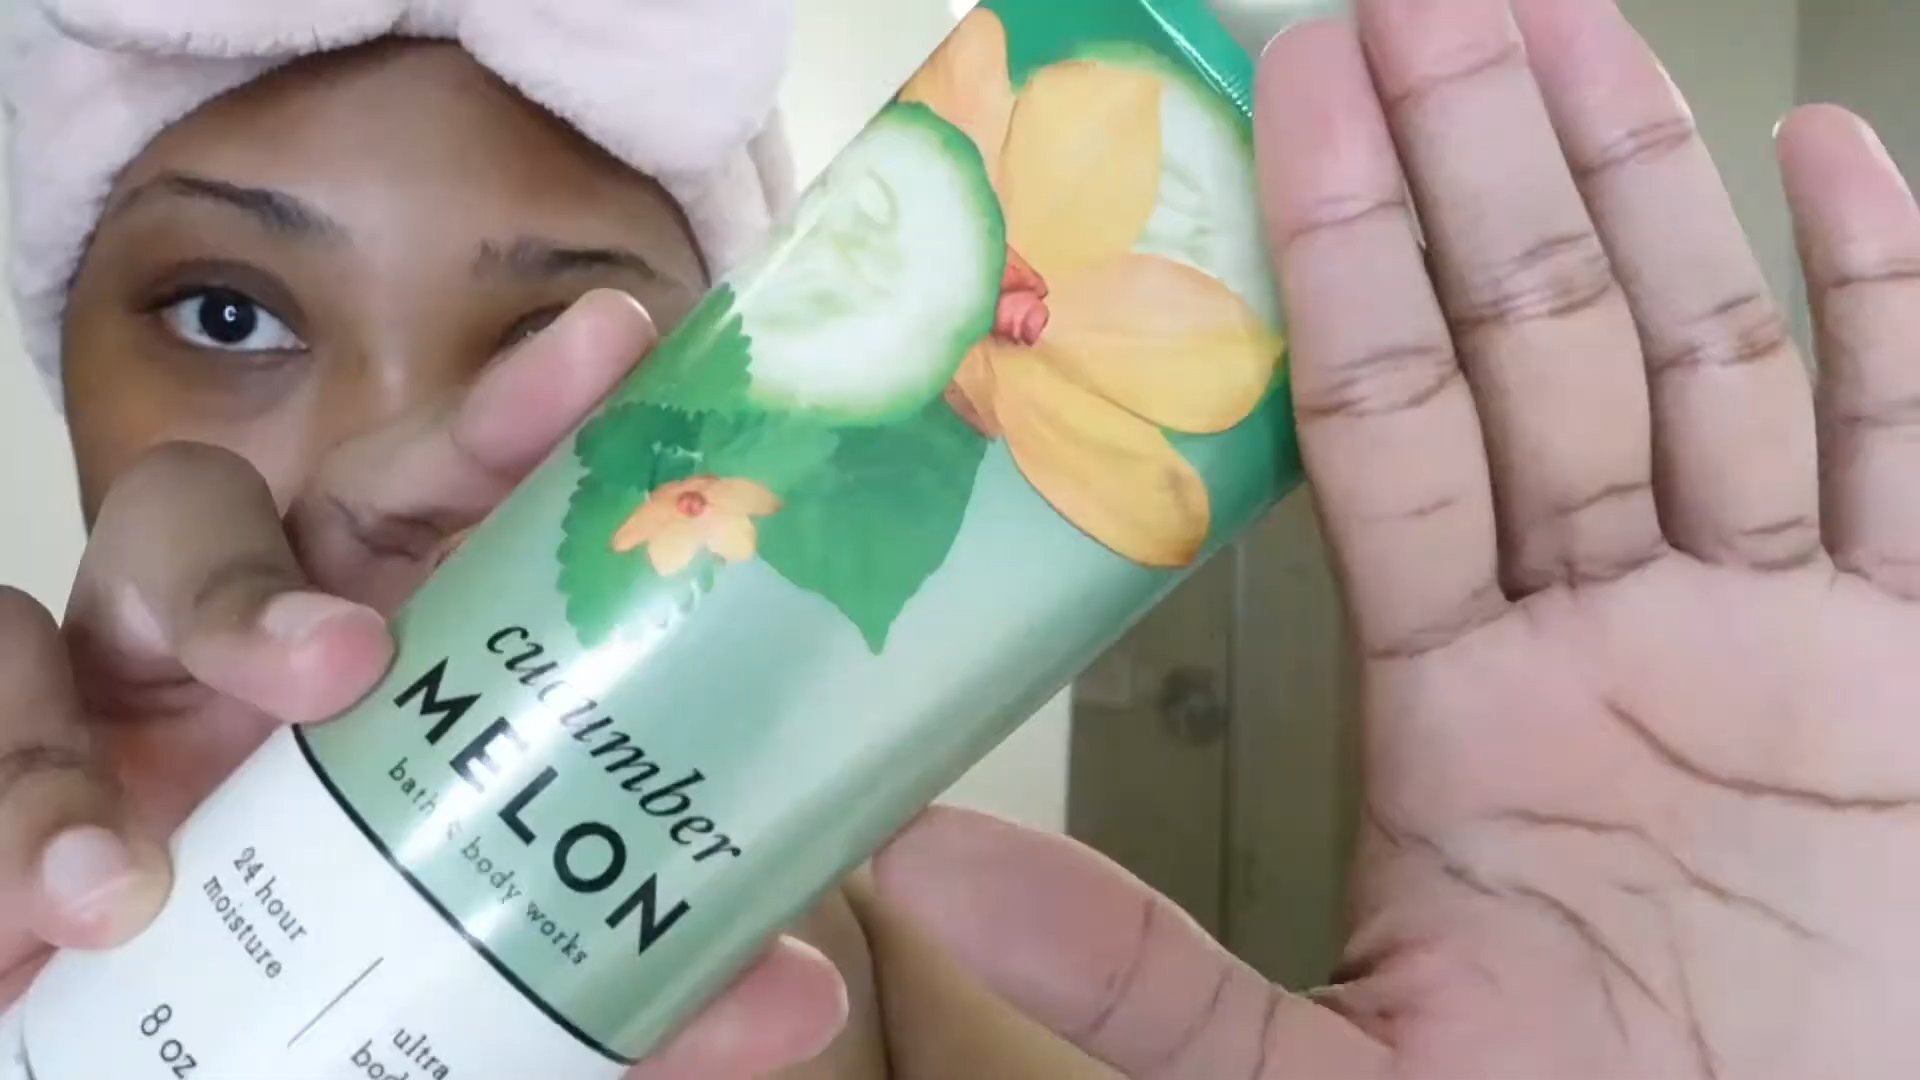 cucumber
MELON
bath & body works
24 hour
moisture
8 oz
ultra